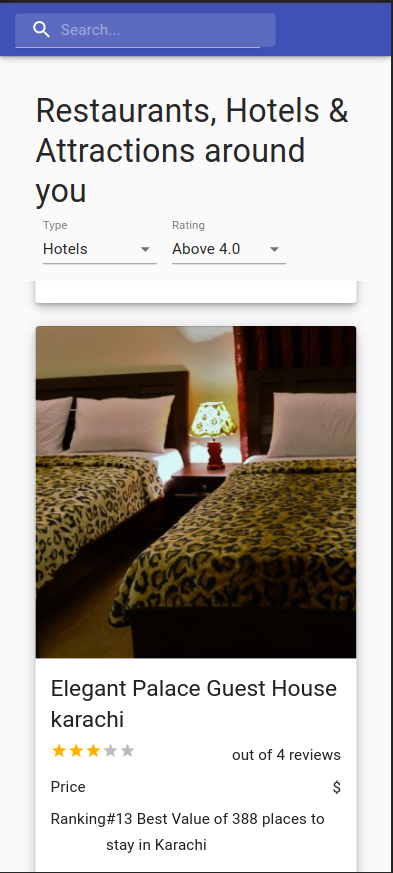 Search...
Restaurants, Hotels &
Attractions around
you
Type Rating
Hotels Above 4.0
Elegant Palace Guest House
karachi
out of 4 reviews
Price $
Ranking#13 Best Value of 388 places to
stay in Karachi